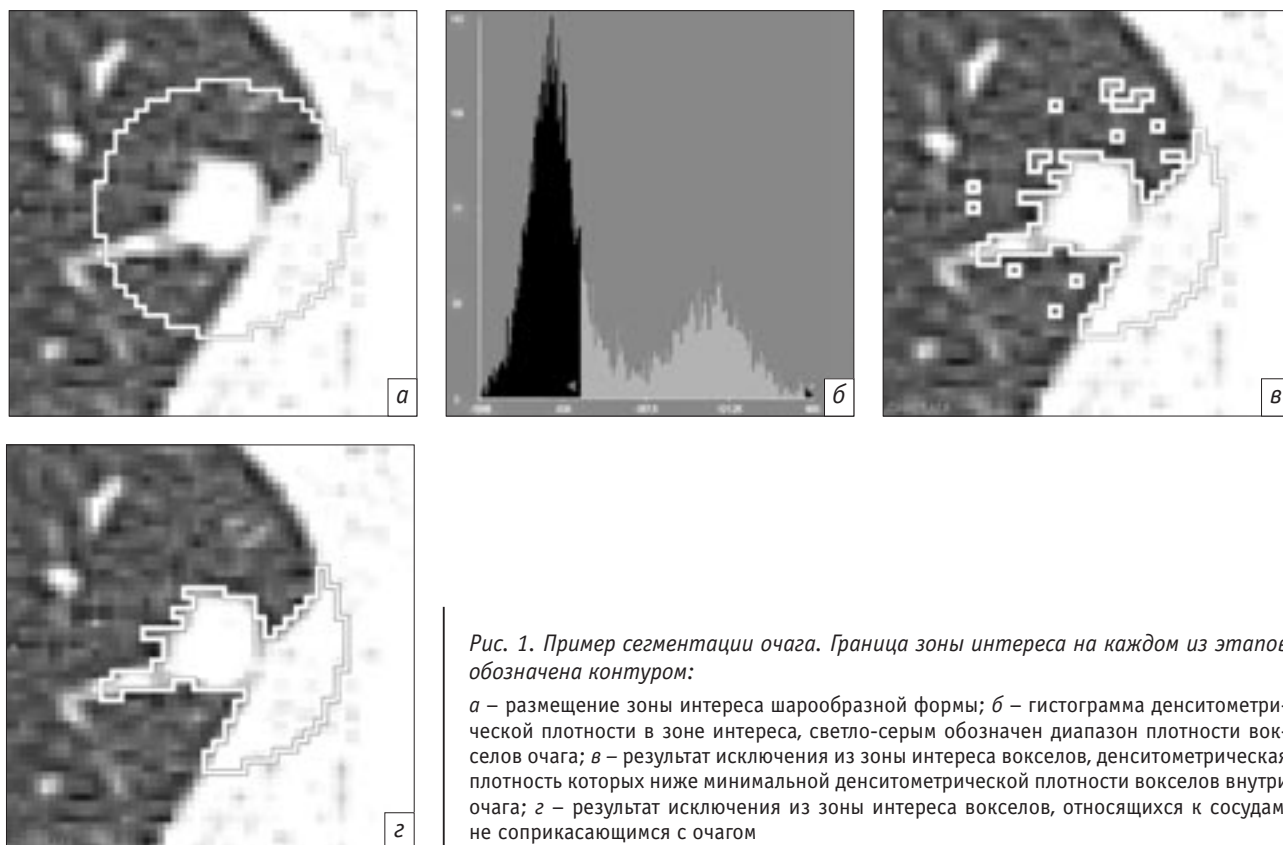 а
б
в
г
Рис. 1. Пример сегментации очага. Граница зоны интереса на каждом из этапов
обозначена контуром:
а – размещение зоны интереса шарообразной формы; б – гистограмма денситометри-
ческой плотности в зоне интереса, светло-серым обозначен диапазон плотности вок-
селов очага; в – результат исключения из зоны интереса вокселов, денситометрическая
плотность которых ниже минимальной денситометрической плотности вокселов внутри
очага; г – результат исключения из зоны интереса вокселов, относящихся к сосудам,
не соприкасающимся с очагом